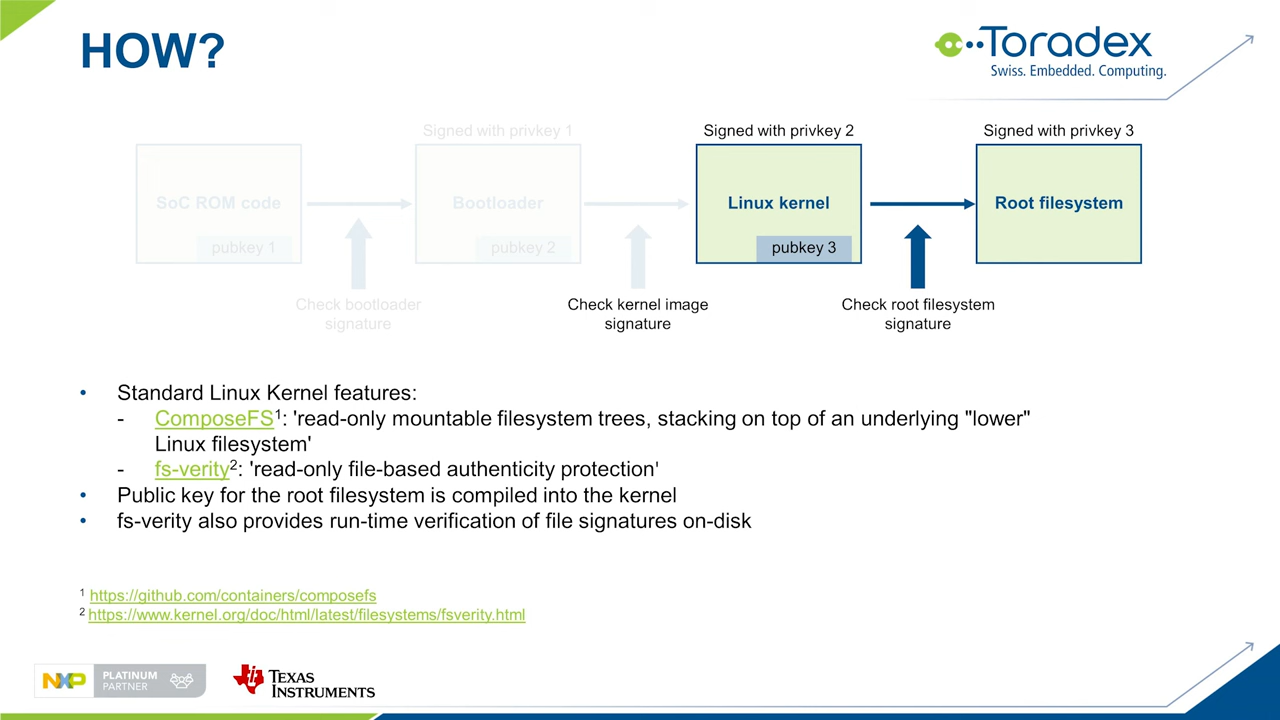 HOW?
Toradex
Swiss. Embedded. Computing.
Signed with privkey 1
Signed with privkey 2
Signed with privkey 3
SoC ROM code
Bootloader
Linux kernel
Root filesystem
pubkey 1
pubkey 2
pubkey 3
Check bootloader
signature
Check kernel image
signature
Check root filesystem
signature
• Standard Linux Kernel features:
- ComposeFS1: 'read-only mountable filesystem trees, stacking on top of an underlying "lower"
Linux filesystem'
- fs-verity2: 'read-only file-based authenticity protection'
• Public key for the root filesystem is compiled into the kernel
• fs-verity also provides run-time verification of file signatures on-disk
1 https://github.com/containers/composefs
2 https://www.kernel.org/doc/html/latest/filesystems/fsverity.html
NXP
PLATINUM
PARTNER
TEXAS
INSTRUMENTS